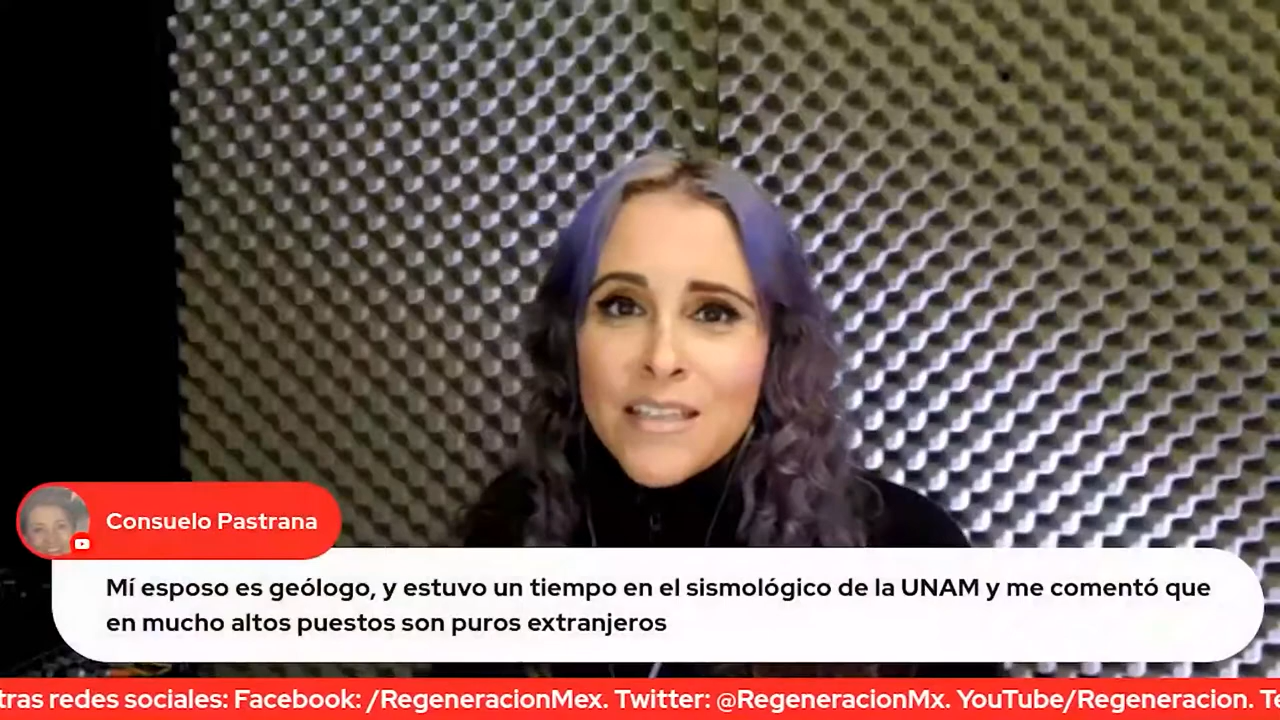 Consuelo Pastrana
Mí esposo es geólogo, y estuvo un tiempo en el sismológico de la UNAM y me comentó que
en mucho altos puestos son puros extranjeros
tras redes sociales: Facebook: /RegeneracionMex. Twitter: @RegeneracionMx. YouTube/Regeneracion. Te